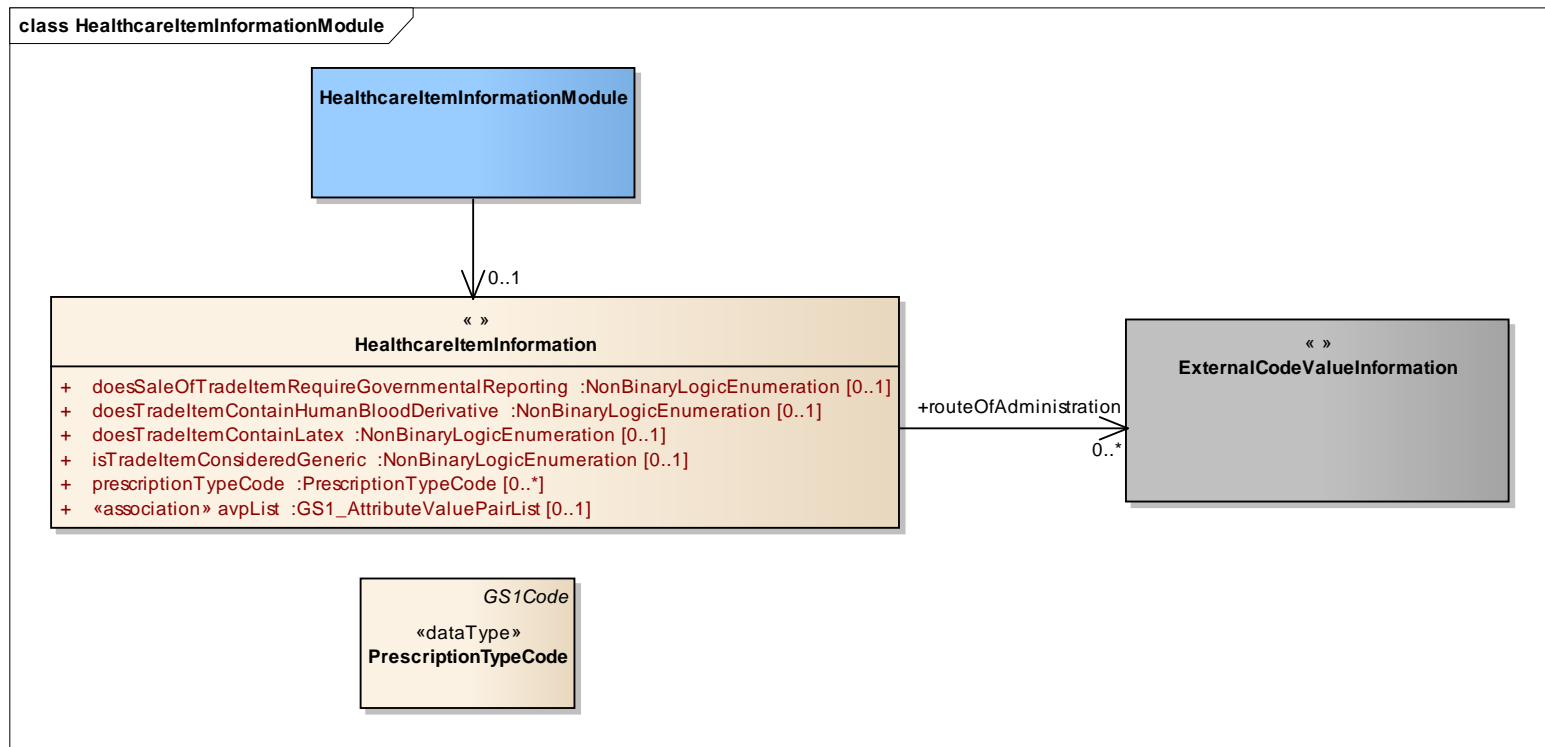 class HealthcareItemInformationModule
HealthcareItemInformationModule
0..1
« »
HealthcareItemInformation
+ doesSaleOfTradeItemRequireGovernmentalReporting :NonBinaryLogicEnumeration [0..1]
+ doesTradeItemContainHumanBloodDerivative :NonBinaryLogicEnumeration [0..1]
+ doesTradeItemContainLatex :NonBinaryLogicEnumeration [0..1]
+ isTradeItemConsideredGeneric :NonBinaryLogicEnumeration [0..1]
+ prescriptionTypeCode :PrescriptionTypeCode [0..*]
+ «association» avpList :GS1_AttributeValuePairList [0..1]
+routeOfAdministration
0..*
« »
ExternalCodeValueInformation
GS1Code
«dataType»
PrescriptionTypeCode